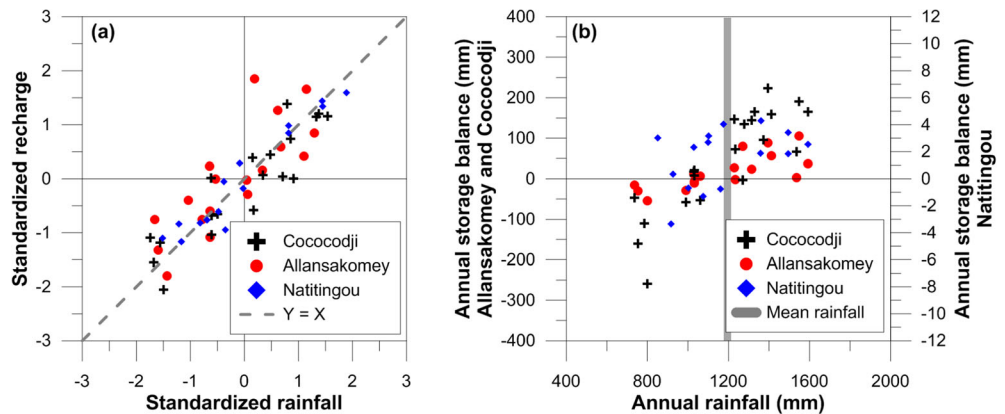 (a)
Standardized recharge
3
2
1
0
-1
-2
-3
-3 -2 -1 0 1 2 3
Standardized rainfall
Cococodji
Allansakomey
Natitingou
Y = X
(b)
Annual storage balance (mm)
Allansakomey and Cococodji
400
300
200
100
0
-100
-200
-300
-400
400 800 1200 1600 2000
Annual rainfall (mm)
Cococodji
Allansakomey
Natitingou
Mean rainfall
12
10
8
6
4
2
0
-2
-4
6
8
-10
-12
Annual storage balance (mm)
Natitingou